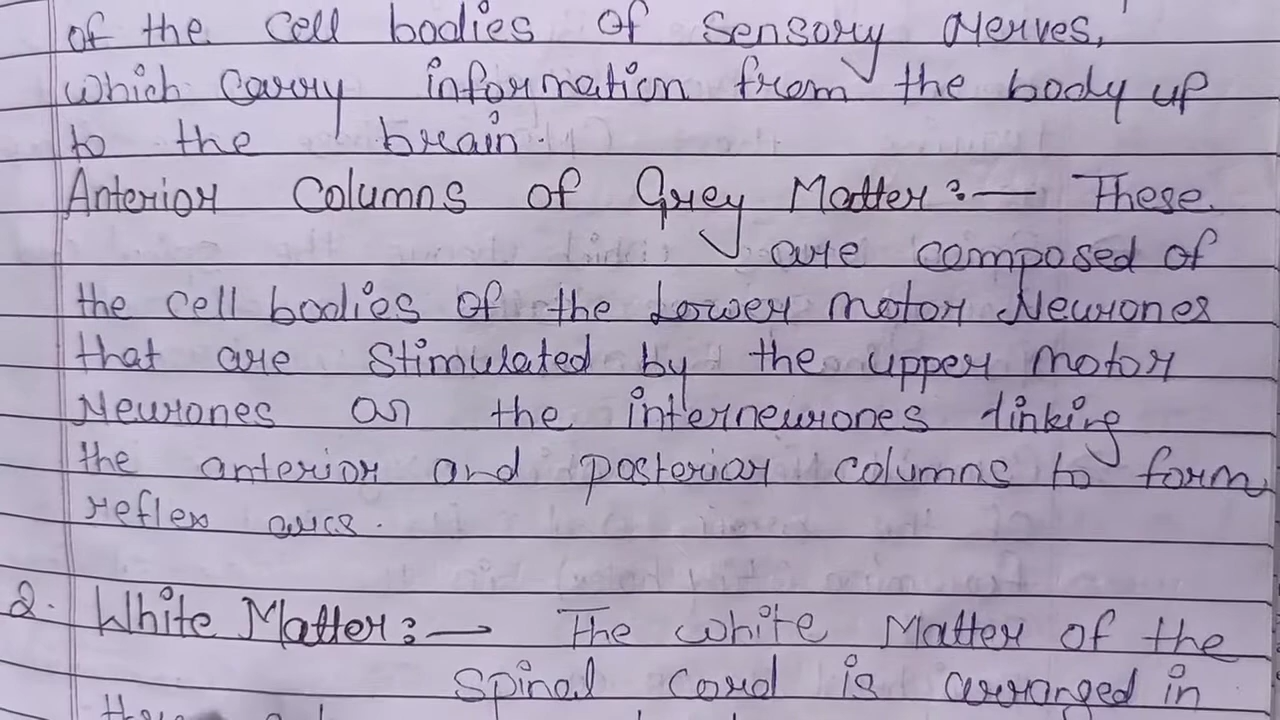 of the cell bodies of sensory nerves,
which carry information from the body up
to the brain.
Anterior Columns of Grey Matter :— These
are composed of
the cell bodies of the Lower motor Neurones
that are stimulated by the upper motor
Neurones or the interneurones linking
the anterior and posterior columns to form
reflex arcs.
2. White Matter :— The white Matter of the
Spinal Cord is arranged in